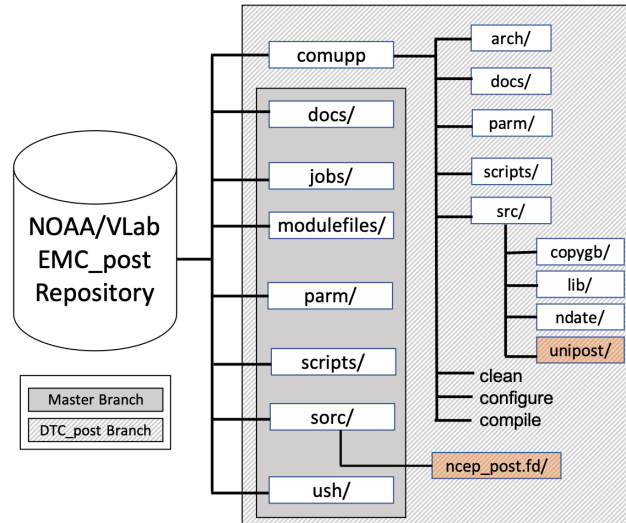 NOAA/VLab
EMC_post
Repository
Master Branch
DTC_post Branch
comupp
docs/
jobs/
modulefiles/
parm/
scripts/
sorc/
ush/
arch/
docs/
parm/
scripts/
src/
copygb/
lib/
ndate/
unipost/
clean
configure
compile
ncep_post.fd/